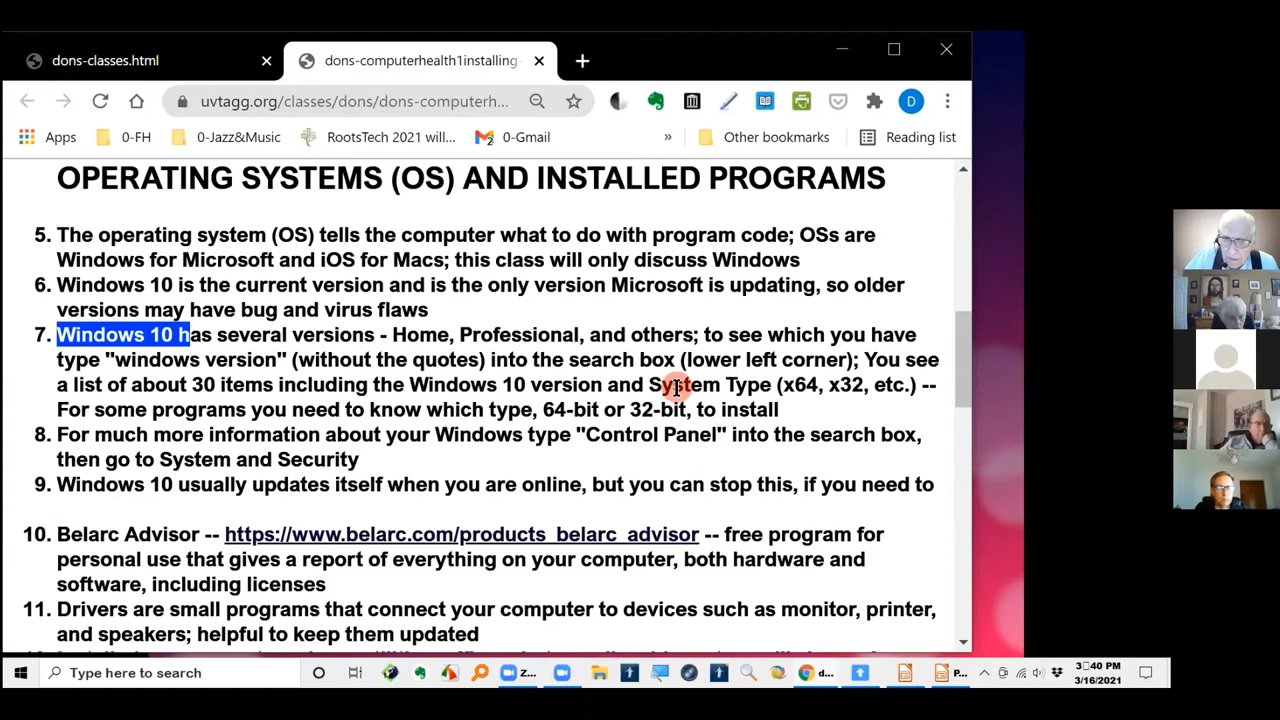 dons-classes.html
dons-computerhealth1installing-
uvtagg.org/classes/dons/dons-computerh...
D
Apps
0-FH
0-Jazz&Music
RootsTech 2021 will...
0-Gmail
»
Other bookmarks
Reading list
OPERATING SYSTEMS (OS) AND INSTALLED PROGRAMS
5. The operating system (OS) tells the computer what to do with program code; OSs are
Windows for Microsoft and iOS for Macs; this class will only discuss Windows
6. Windows 10 is the current version and is the only version Microsoft is updating, so older
versions may have bug and virus flaws
7. Windows 10 has several versions - Home, Professional, and others; to see which you have
type "windows version" (without the quotes) into the search box (lower left corner); You see
a list of about 30 items including the Windows 10 version and System Type (x64, x32, etc.) --
For some programs you need to know which type, 64-bit or 32-bit, to install
8. For much more information about your Windows type "Control Panel" into the search box,
then go to System and Security
9. Windows 10 usually updates itself when you are online, but you can stop this, if you need to
10. Belarc Advisor -- https://www.belarc.com/products_belarc_advisor -- free program for
personal use that gives a report of everything on your computer, both hardware and
software, including licenses
11. Drivers are small programs that connect your computer to devices such as monitor, printer,
and speakers; helpful to keep them updated
Type here to search
Z...
d...
P...
3:40 PM
3/16/2021